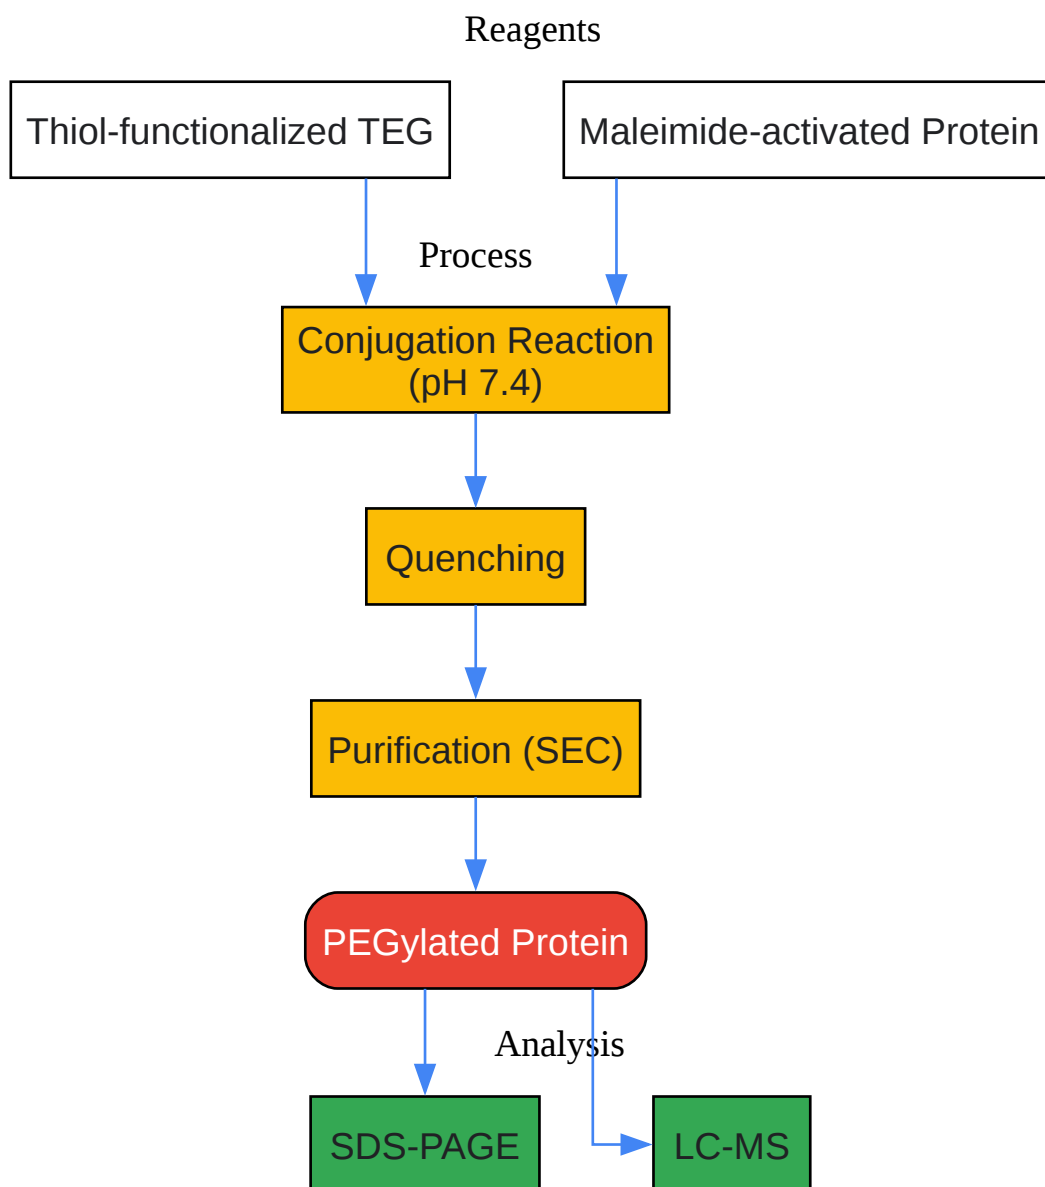 Reagents
Thiol-functionalized TEG
Maleimide-activated Protein
Process
Conjugation Reaction
(pH 7.4)
Quenching
Purification (SEC)
PEGylated Protein
Analysis
SDS-PAGE
LC-MS